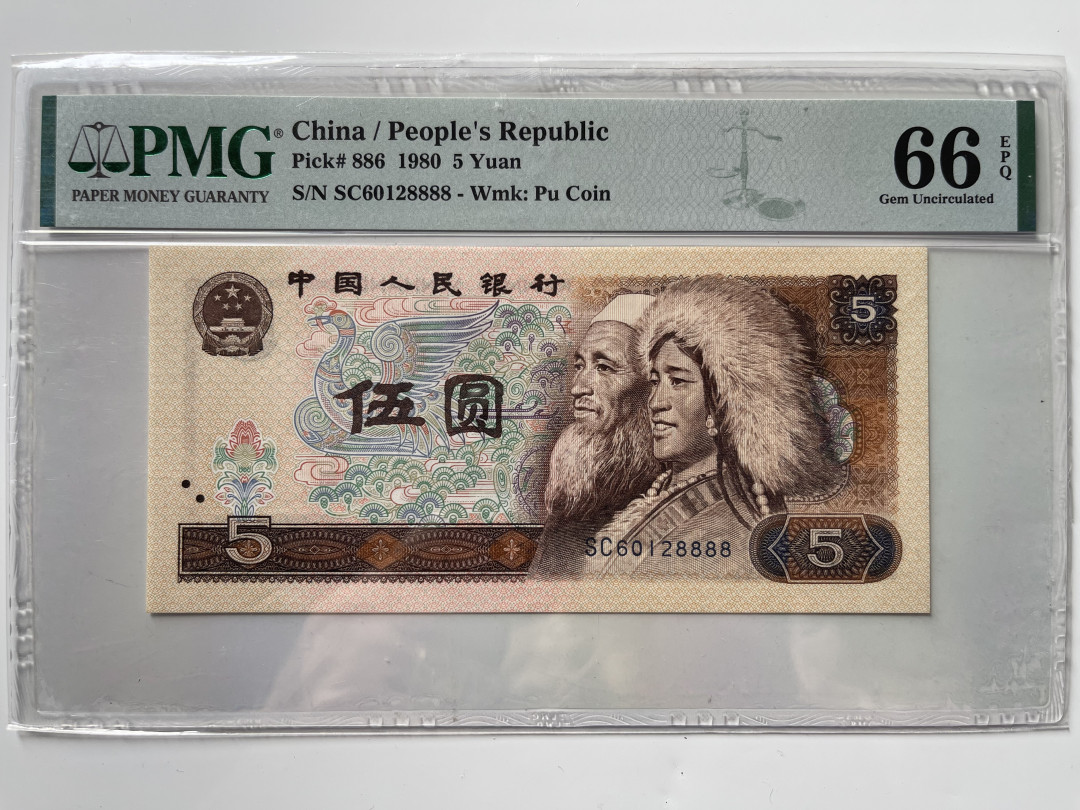 PMG®
PAPER MONEY GUARANTY
China / People's Republic
Pick# 886 1980 5 Yuan
S/N SC60128888 - Wmk: Pu Coin
66
EPQ
Gem Uncirculated
中国人民银行
5
伍圆
5
SC60128888
5